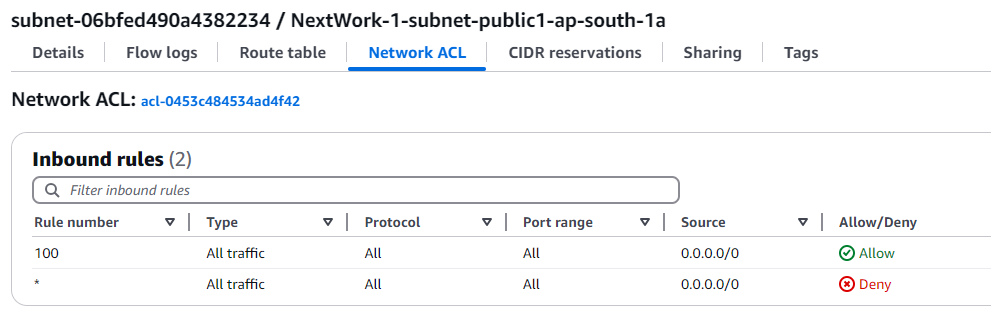 subnet-06bfed490a4382234 / NextWork-1-subnet-public1-ap-south-1a
Details Flow logs Route table Network ACL CIDR reservations Sharing Tags
Network ACL: acl-0453c484534ad4f42
Inbound rules (2)
Filter inbound rules
Rule number Type Protocol Port range Source Allow/Deny
100 All traffic All All 0.0.0.0/0 Allow
* All traffic All All 0.0.0.0/0 Deny